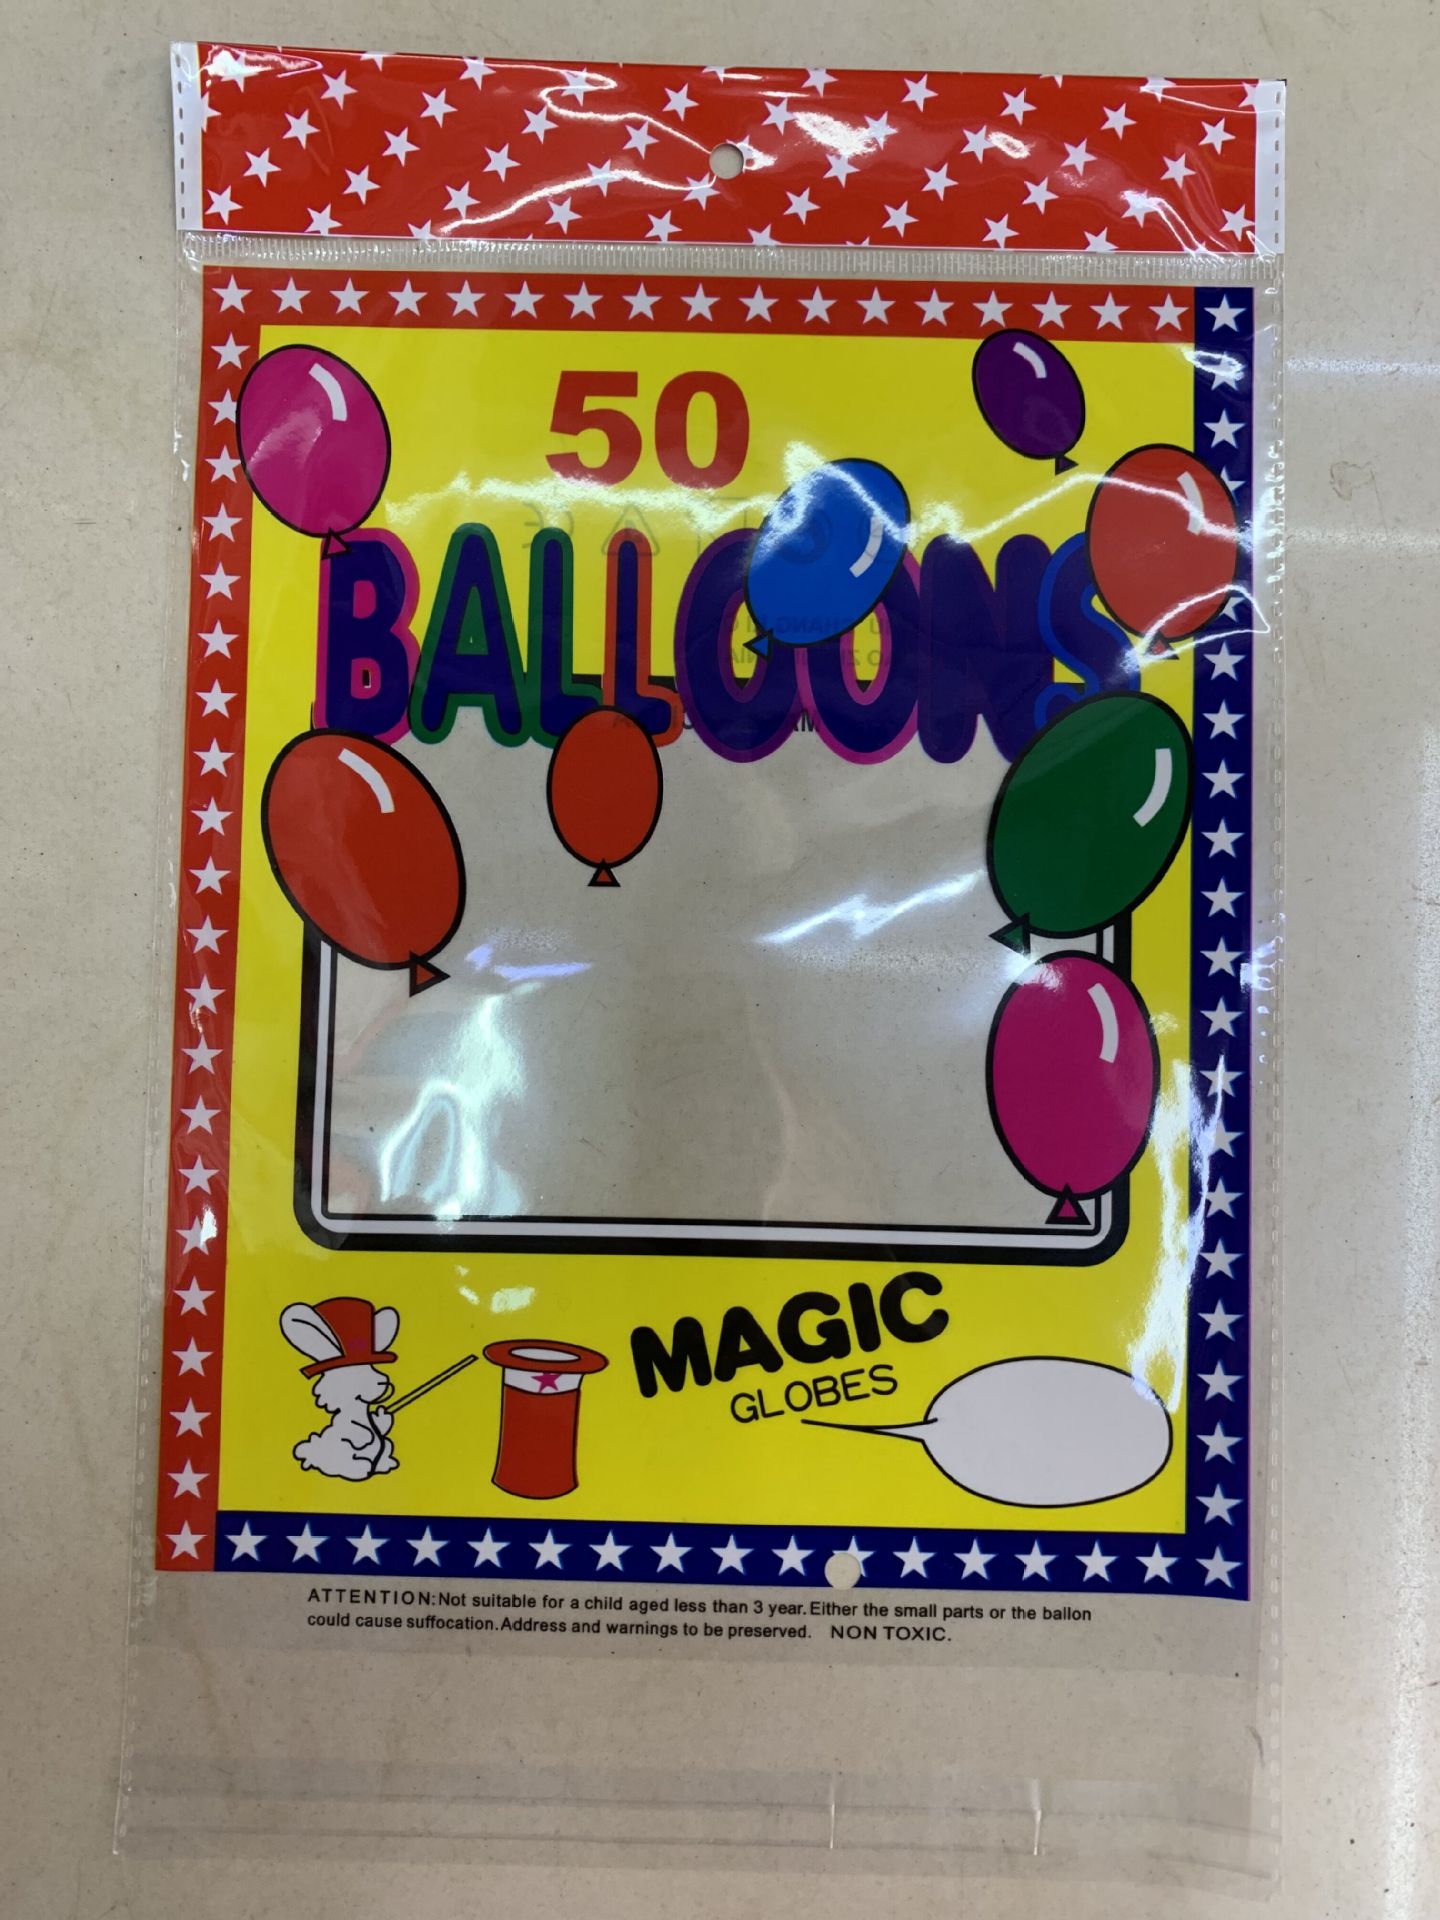 50
BALLOONS
MAGIC
GLOBES
ATTENTION:Not suitable for a child aged less than 3 year.Either the small parts or the ballon
could cause suffocation.Address and warnings to be preserved. NON TOXIC.